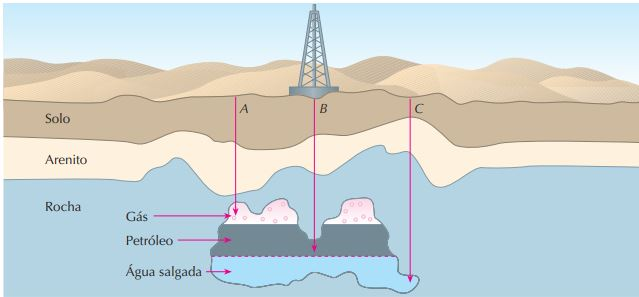 A
B
C
Solo
Arenito
Rocha
Gás
Petróleo
Água salgada